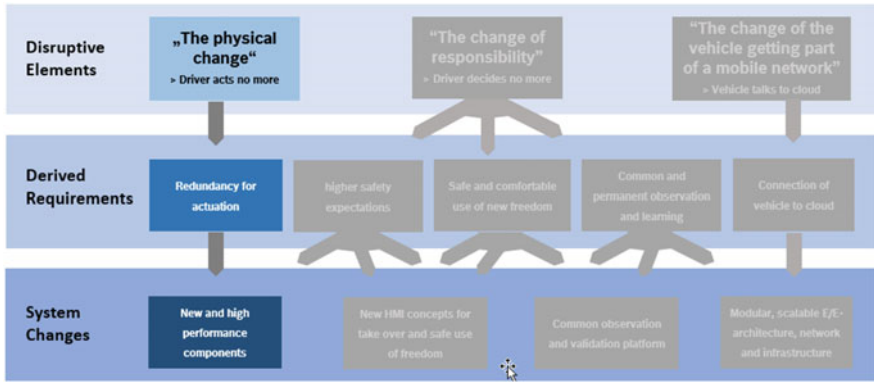 Disruptive
Elements
„The physical
change“
» Driver acts no more
“The change of
responsibility”
» Driver decides no more
“The change of the
vehicle getting part
of a mobile network”
» Vehicle talks to cloud
Derived
Requirements
Redundancy for
actuation
higher safety
expectations
Safe and comfortable
use of new freedom
Common and
permanent observation
and learning
Connection of
vehicle to cloud
System
Changes
New and high
performance
components
New HMI concepts for
take over and safe use
of freedom
Common observation
and validation platform
Modular, scalable E/E-
architecture, network
and infrastructure